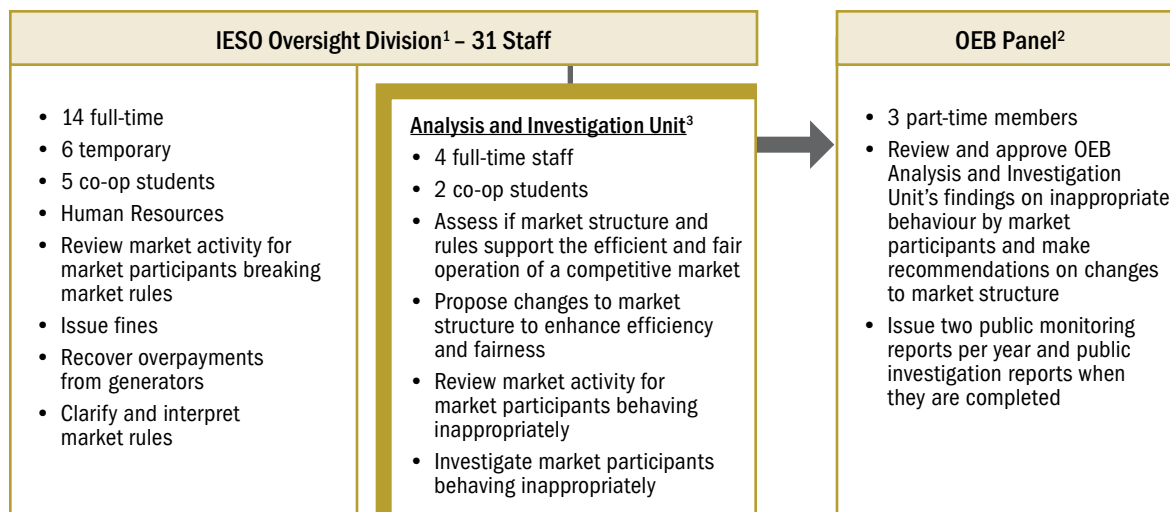 IESO Oversight Division¹ – 31 Staff
• 14 full-time
• 6 temporary
• 5 co-op students
• Human Resources
• Review market activity for
market participants breaking
market rules
• Issue fines
• Recover overpayments
from generators
• Clarify and interpret
market rules
Analysis and Investigation Unit³
• 4 full-time staff
• 2 co-op students
• Assess if market structure and
rules support the efficient and fair
operation of a competitive market
• Propose changes to market
structure to enhance efficiency
and fairness
• Review market activity for
market participants behaving
inappropriately
• Investigate market participants
behaving inappropriately
OEB Panel²
• 3 part-time members
• Review and approve OEB
Analysis and Investigation
Unit’s findings on inappropriate
behaviour by market
participants and make
recommendations on changes
to market structure
• Issue two public monitoring
reports per year and public
investigation reports when
they are completed